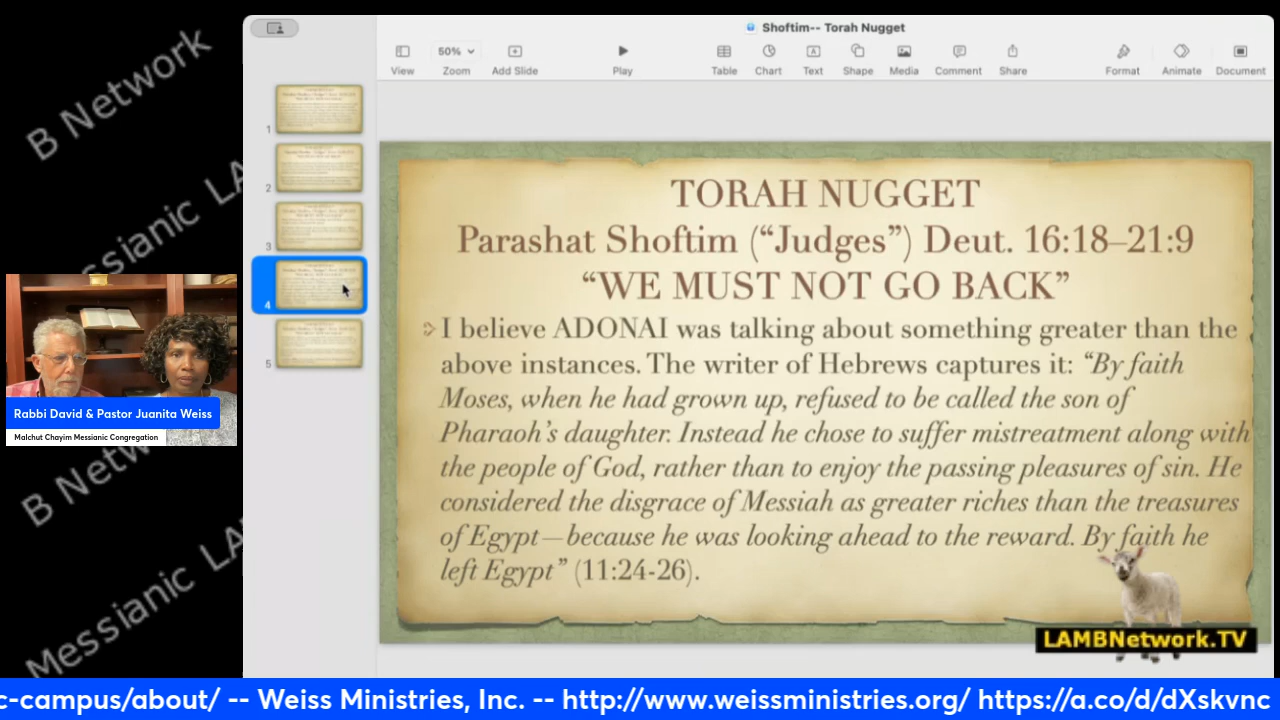 Shoftim-- Torah Nugget
50%
View
Zoom
Add Slide
Play
Table
Chart
Text
Shape
Media
Comment
Share
Format
Animate
Document
1
2
3
4
5
TORAH NUGGET
Parashat Shoftim (“Judges”) Deut. 16:18–21:9
“WE MUST NOT GO BACK”
I believe ADONAI was talking about something greater than the
above instances. The writer of Hebrews captures it: “By faith
Moses, when he had grown up, refused to be called the son of
Pharaoh’s daughter. Instead he chose to suffer mistreatment along with
the people of God, rather than to enjoy the passing pleasures of sin. He
considered the disgrace of Messiah as greater riches than the treasures
of Egypt—because he was looking ahead to the reward. By faith he
left Egypt” (11:24-26).
LAMBNetwork.TV
B Network
ssianic LA
B Netw
Messianic LA
Rabbi David & Pastor Juanita Weiss
Malchut Chayim Messianic Congregation
c-campus/about/ -- Weiss Ministries, Inc. -- http://www.weissministries.org/ https://a.co/d/dXskvnc